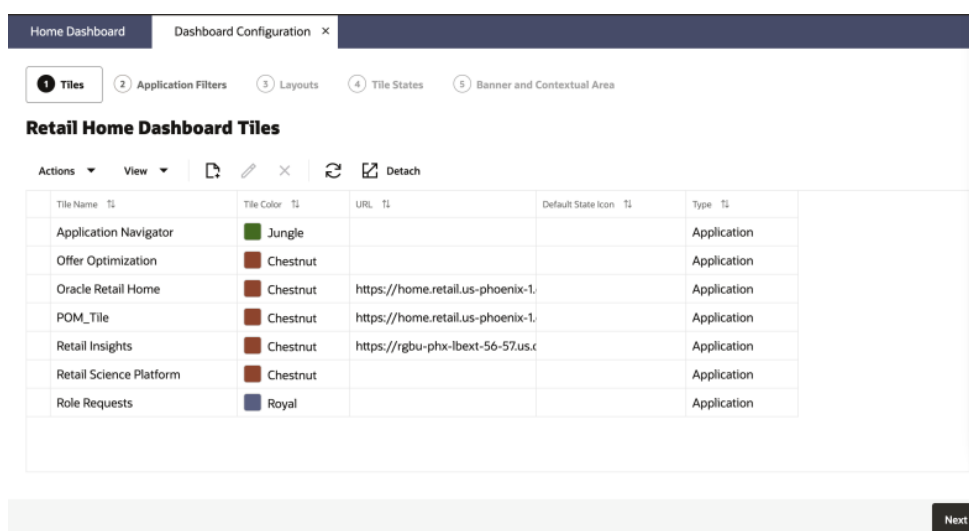 Home Dashboard Dashboard Configuration ×
1 Tiles 2 Application Filters 3 Layouts 4 Tile States 5 Banner and Contextual Area
Retail Home Dashboard Tiles
Actions View Detach
Tile Name Tile Color URL Default State Icon Type
Application Navigator Jungle Application
Offer Optimization Chestnut Application
Oracle Retail Home Chestnut https://home.retail.us-phoenix-1. Application
POM_Tile Chestnut https://home.retail.us-phoenix-1. Application
Retail Insights Chestnut https://rgbu-phx-lbext-56-57.us.c Application
Retail Science Platform Chestnut Application
Role Requests Royal Application
Next